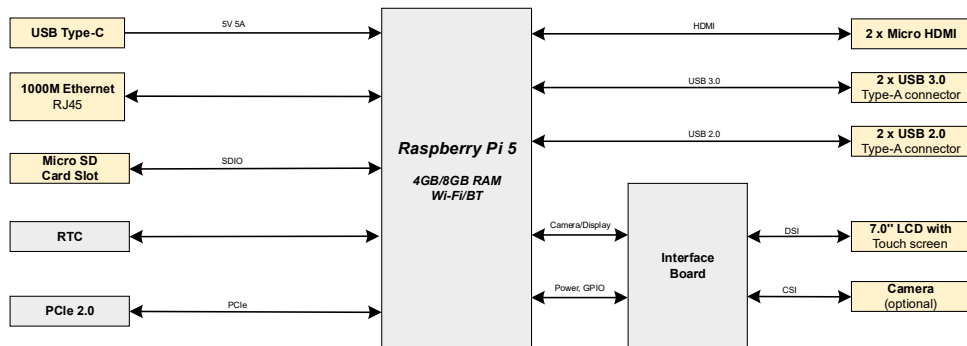 USB Type-C
5V 5A
1000M Ethernet
RJ45
Micro SD
Card Slot
SDIO
RTC
PCIe 2.0
PCIe
Raspberry Pi 5
4GB/8GB RAM
Wi-Fi/BT
HDMI
2 x Micro HDMI
USB 3.0
2 x USB 3.0
Type-A connector
USB 2.0
2 x USB 2.0
Type-A connector
Camera/Display
Power, GPIO
Interface
Board
DSI
7.0" LCD with
Touch screen
CSI
Camera
(optional)